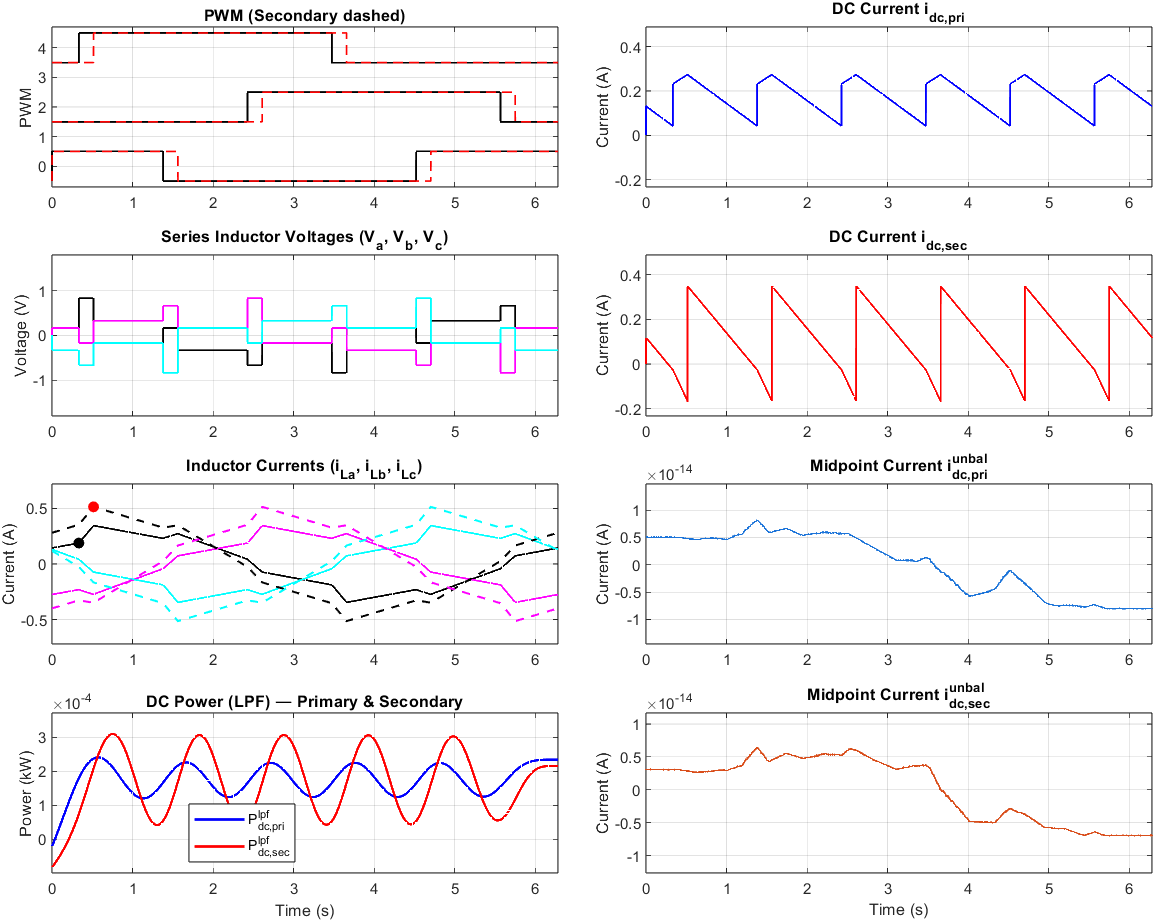 PWM (Secondary dashed)
PWM
4
3
2
1
0
0 1 2 3 4 5 6
DC Current i_dc,pri
Current (A)
0.4
0.2
0
-0.2
0 1 2 3 4 5 6
Series Inductor Voltages (V_a, V_b, V_c)
Voltage (V)
1
0
-1
0 1 2 3 4 5 6
DC Current i_dc,sec
Current (A)
0.4
0.2
0
-0.2
0 1 2 3 4 5 6
Inductor Currents (i_La, i_Lb, i_Lc)
Current (A)
0.5
0
-0.5
0 1 2 3 4 5 6
Midpoint Current i_dc,pri^unbal
×10^-14
Current (A)
1
0.5
0
-0.5
-1
0 1 2 3 4 5 6
DC Power (LPF) — Primary & Secondary
×10^-4
Power (kW)
3
2
1
0
P_dc,pri^lpf
P_dc,sec^lpf
0 1 2 3 4 5 6
Time (s)
Midpoint Current i_dc,sec^unbal
×10^-14
Current (A)
1
0.5
0
-0.5
-1
0 1 2 3 4 5 6
Time (s)